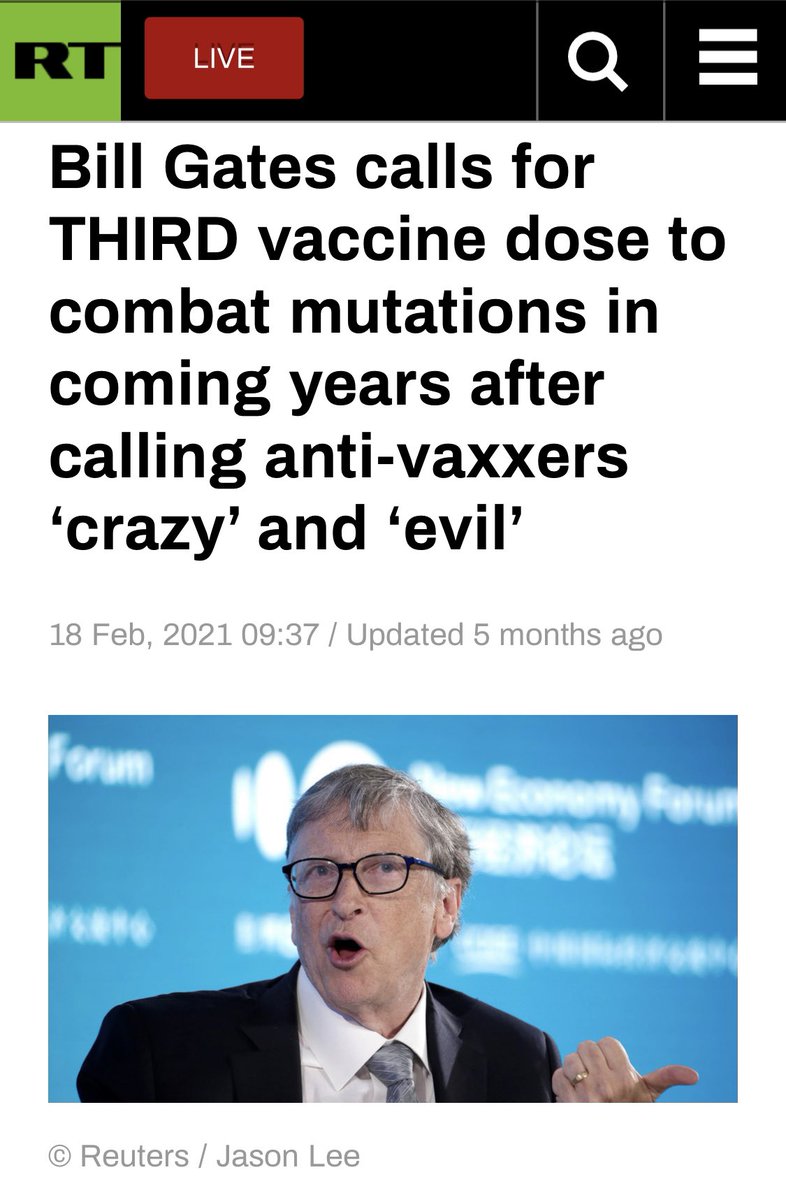 RT
LIVE
Bill Gates calls for
THIRD vaccine dose to
combat mutations in
coming years after
calling anti-vaxxers
‘crazy’ and ‘evil’
18 Feb, 2021 09:37 / Updated 5 months ago
Forum
New Economy Forum
© Reuters / Jason Lee